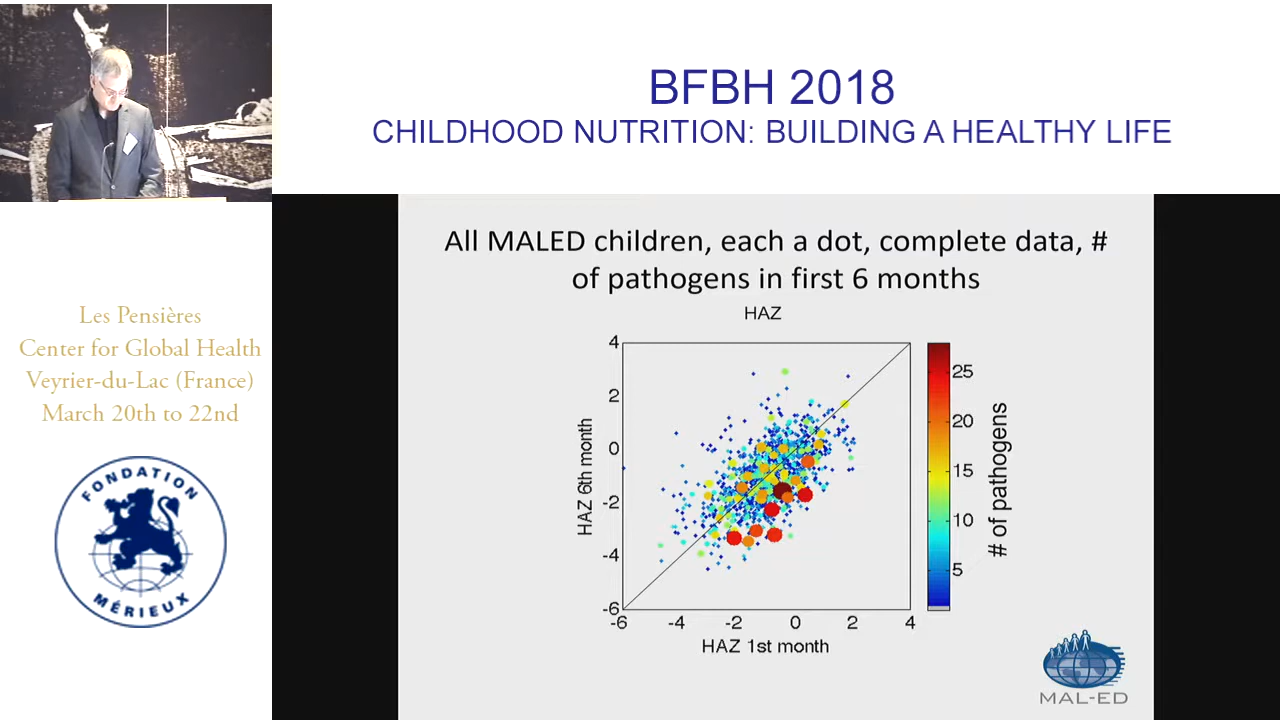 BFBH 2018
CHILDHOOD NUTRITION: BUILDING A HEALTHY LIFE
Les Pensières
Center for Global Health
Veyrier-du-Lac (France)
March 20th to 22nd
FONDATION
MÉRIEUX
All MALED children, each a dot, complete data, #
of pathogens in first 6 months
HAZ
HAZ 6th month
4
2
0
-2
-4
-6
-6
-4
-2
0
2
4
HAZ 1st month
25
20
15
10
5
# of pathogens
MAL-ED